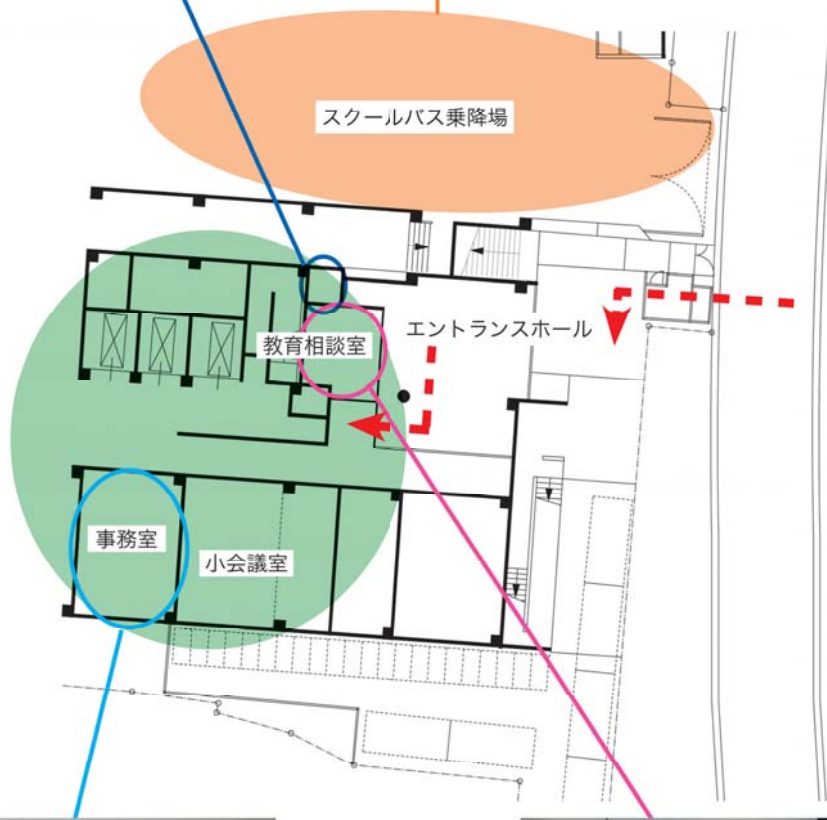 スクールバス乗降場
エントランスホール
教育相談室
事務室
小会議室